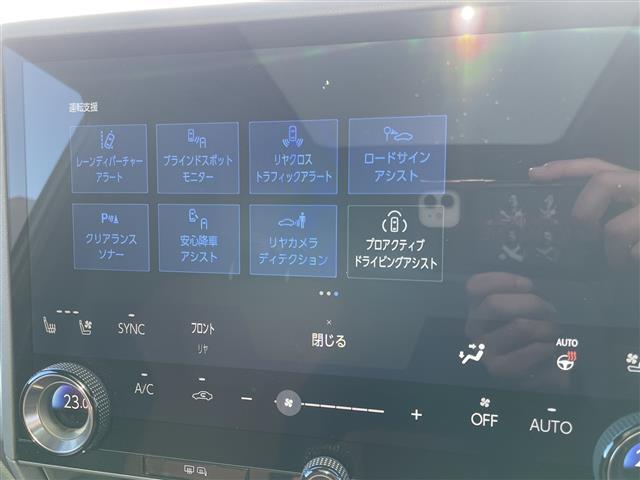 運転支援
レーンディパーチャー
アラート
ブラインドスポット
モニター
リヤクロス
トラフィックアラート
ロードサイン
アシスト
クリアランス
ソナー
安心降車
アシスト
リヤカメラ
ディテクション
プロアクティブ
ドライビングアシスト
SYNC
フロント
リヤ
×
閉じる
AUTO
23.0
A/C
−
+
OFF
AUTO